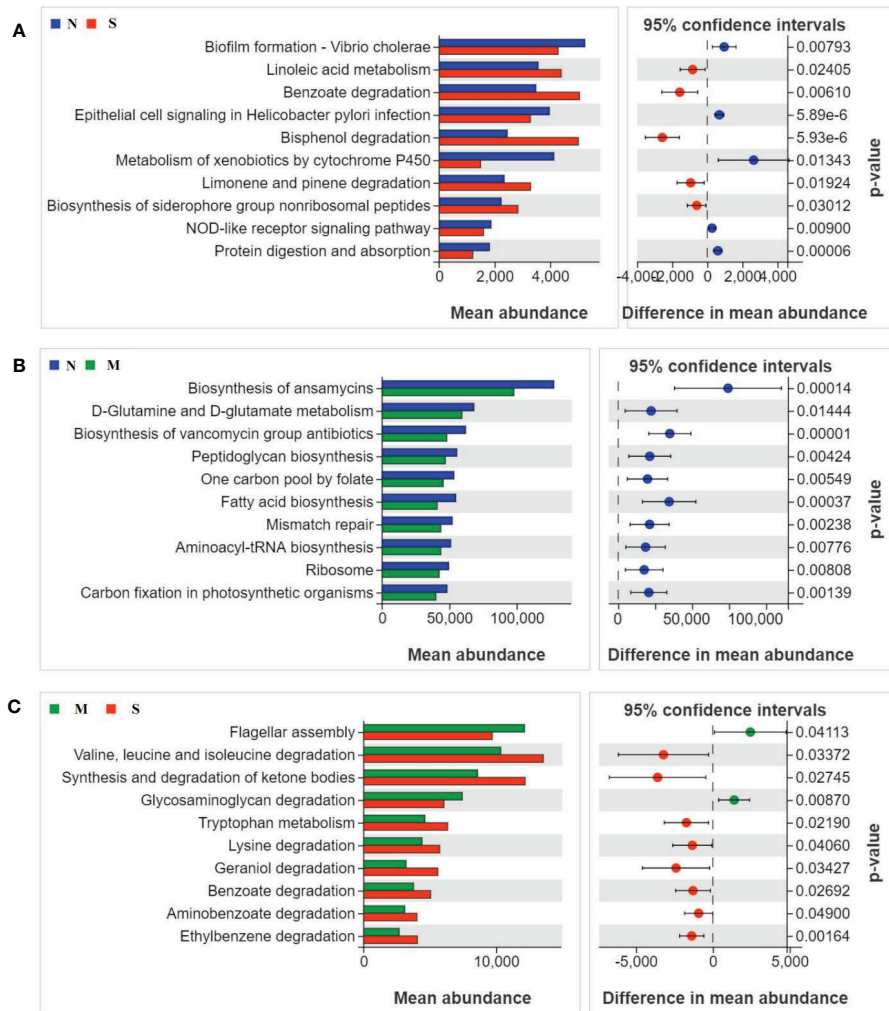 A
N S
95% confidence intervals
Biofilm formation - Vibrio cholerae 0.00793
Linoleic acid metabolism 0.02405
Benzoate degradation 0.00610
Epithelial cell signaling in Helicobacter pylori infection 5.89e-6
Bisphenol degradation 5.93e-6
Metabolism of xenobiotics by cytochrome P450 0.01343
Limonene and pinene degradation 0.01924
Biosynthesis of siderophore group nonribosomal peptides 0.03012
NOD-like receptor signaling pathway 0.00900
Protein digestion and absorption 0.00006
p-value
0 2,000 4,000
-4,000 -2,000 0 2,000 4,000
Mean abundance
Difference in mean abundance
B
N M
95% confidence intervals
Biosynthesis of ansamycins 0.00014
D-Glutamine and D-glutamate metabolism 0.01444
Biosynthesis of vancomycin group antibiotics 0.00001
Peptidoglycan biosynthesis 0.00424
One carbon pool by folate 0.00549
Fatty acid biosynthesis 0.00037
Mismatch repair 0.00238
Aminoacyl-tRNA biosynthesis 0.00776
Ribosome 0.00808
Carbon fixation in photosynthetic organisms 0.00139
p-value
0 50,000 100,000
0 50,000 100,000
Mean abundance
Difference in mean abundance
C
M S
95% confidence intervals
Flagellar assembly 0.04113
Valine, leucine and isoleucine degradation 0.03372
Synthesis and degradation of ketone bodies 0.02745
Glycosaminoglycan degradation 0.00870
Tryptophan metabolism 0.02190
Lysine degradation 0.04060
Geraniol degradation 0.03427
Benzoate degradation 0.02692
Aminobenzoate degradation 0.04900
Ethylbenzene degradation 0.00164
p-value
0 10,000
-5,000 0 5,000
Mean abundance
Difference in mean abundance